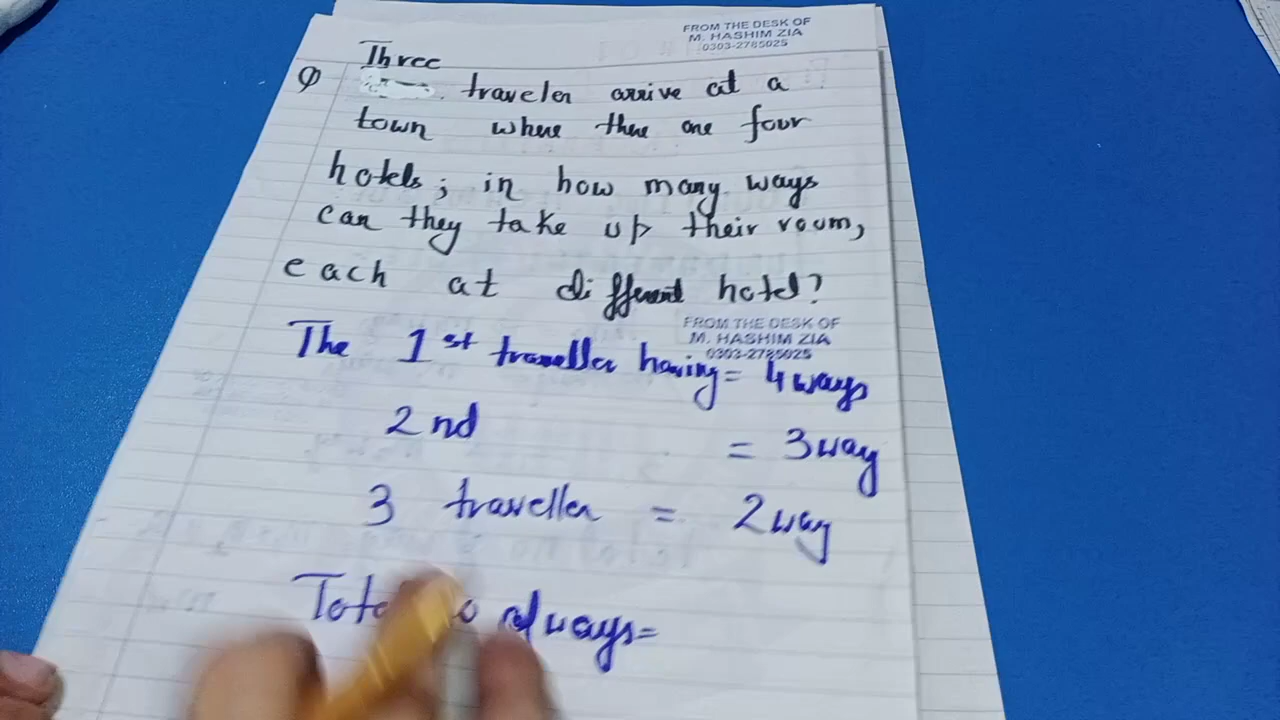 FROM THE DESK OF
M. HASHIM ZIA
0303-2785025
Three
Q traveler arrive at a
town where there are four
hotels; in how many ways
can they take up their room,
each at different hotel?
FROM THE DESK OF
M. HASHIM ZIA
0303-2785025
The 1st traveller having = 4 ways
2nd = 3 way
3 traveller = 2 way
of ways =